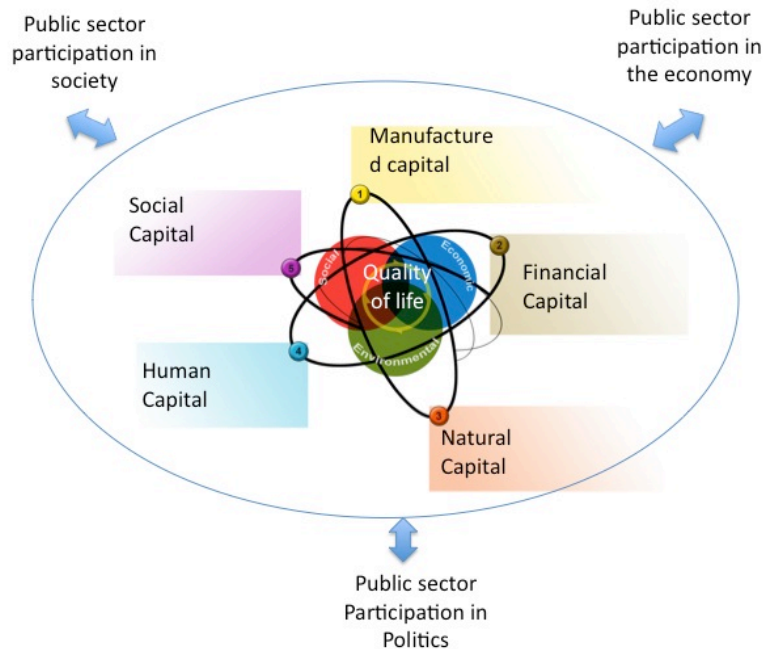 Public sector
participation in
society
Public sector
participation in
the economy
Manufacture
d capital
1
Social
Capital
2
5
Social
Economic
Quality
of life
Environmental
Financial
Capital
4
Human
Capital
3
Natural
Capital
Public sector
Participation in
Politics